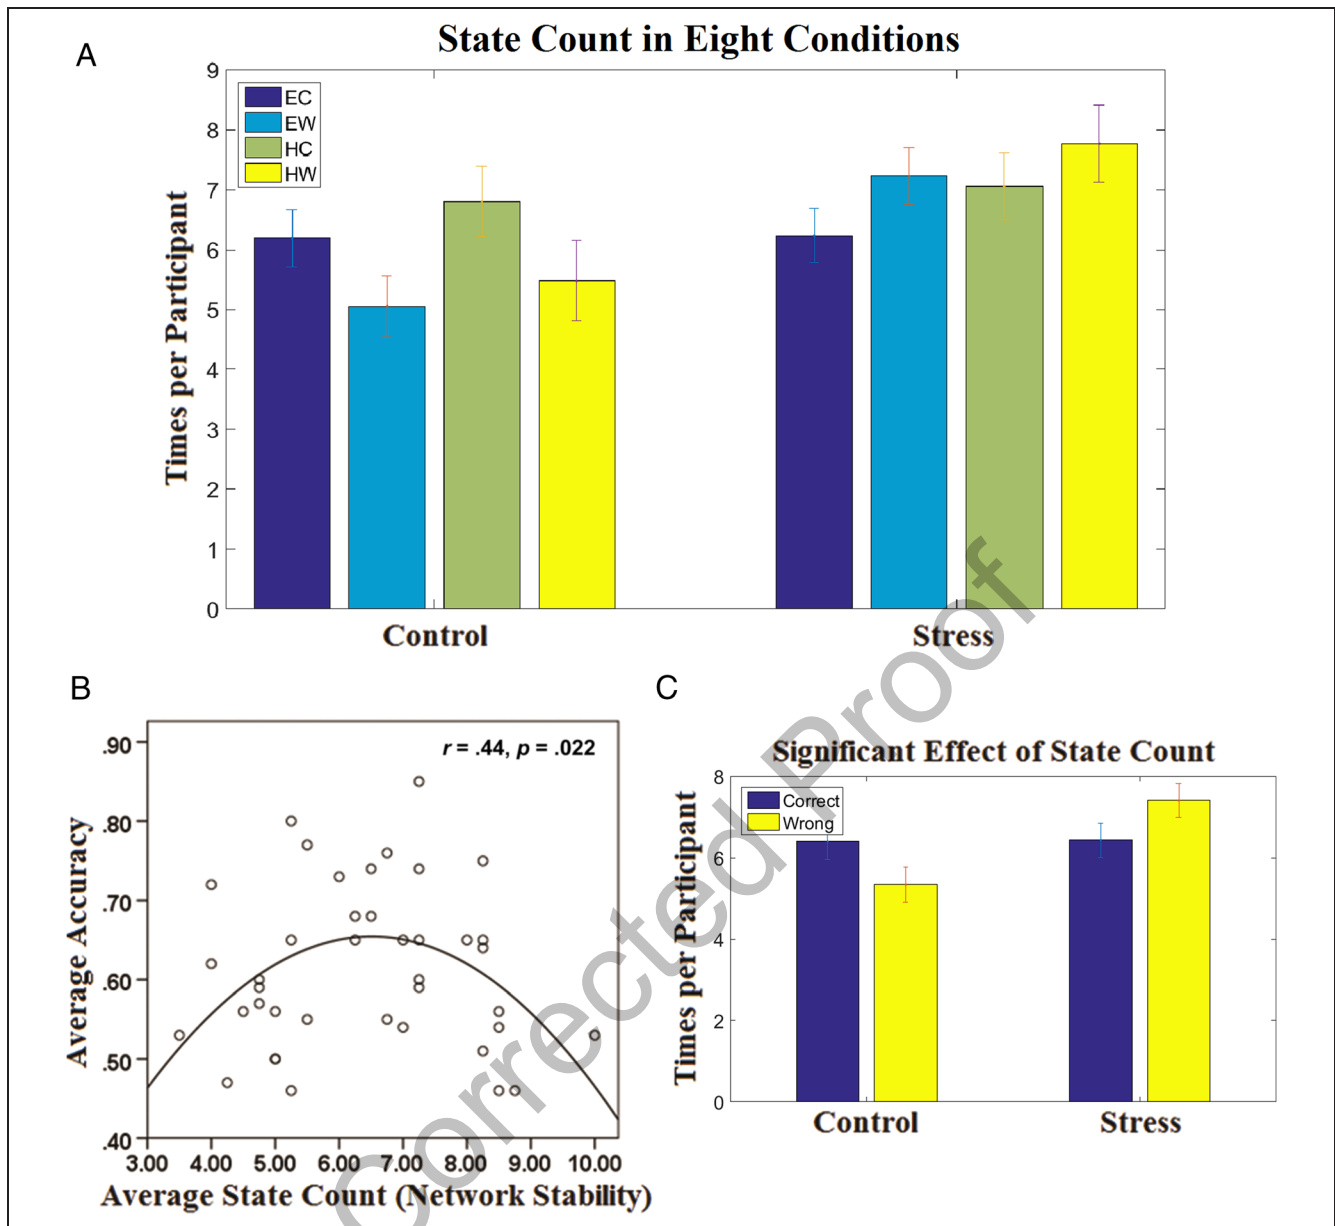 A
State Count in Eight Conditions
Times per Participant
9
8
7
6
5
4
3
2
1
0
EC
EW
HC
HW
Control
Stress
B
Average Accuracy
.90
.80
.70
.60
.50
.40
r = .44, p = .022
3.00 4.00 5.00 6.00 7.00 8.00 9.00 10.00
Average State Count (Network Stability)
C
Significant Effect of State Count
Times per Participant
8
6
4
2
0
Correct
Wrong
Control
Stress
Corrected Proof